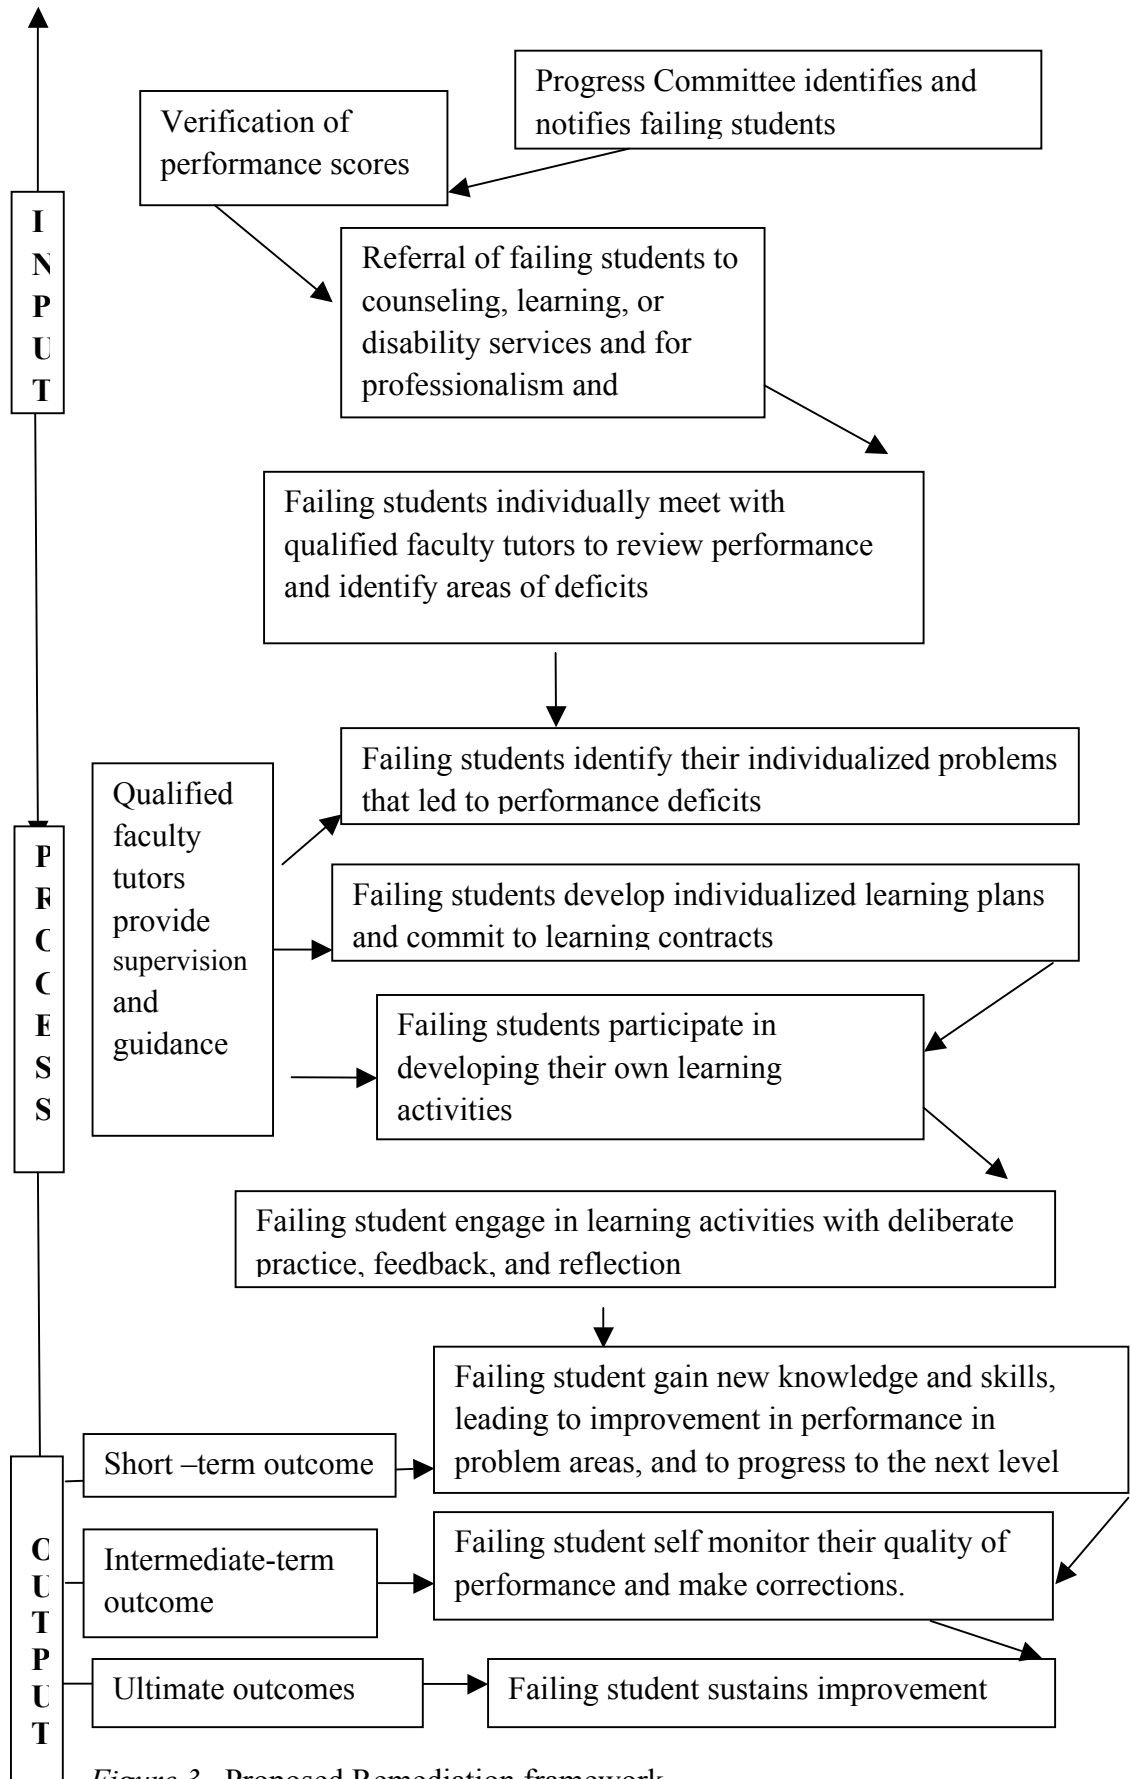 Progress Committee identifies and
notifies failing students
Verification of
performance scores
I
N
P
U
T
Referral of failing students to
counseling, learning, or
disability services and for
professionalism and
Failing students individually meet with
qualified faculty tutors to review performance
and identify areas of deficits
Failing students identify their individualized problems
that led to performance deficits
Qualified
faculty
tutors
provide
supervision
and
guidance
P
R
O
C
E
S
S
Failing students develop individualized learning plans
and commit to learning contracts
Failing students participate in
developing their own learning
activities
Failing student engage in learning activities with deliberate
practice, feedback, and reflection
Failing student gain new knowledge and skills,
leading to improvement in performance in
problem areas, and to progress to the next level
Short –term outcome
O
U
T
P
U
T
Intermediate-term
outcome
Failing student self monitor their quality of
performance and make corrections.
Ultimate outcomes
Failing student sustains improvement
Figure 3. Proposed Remediation framework